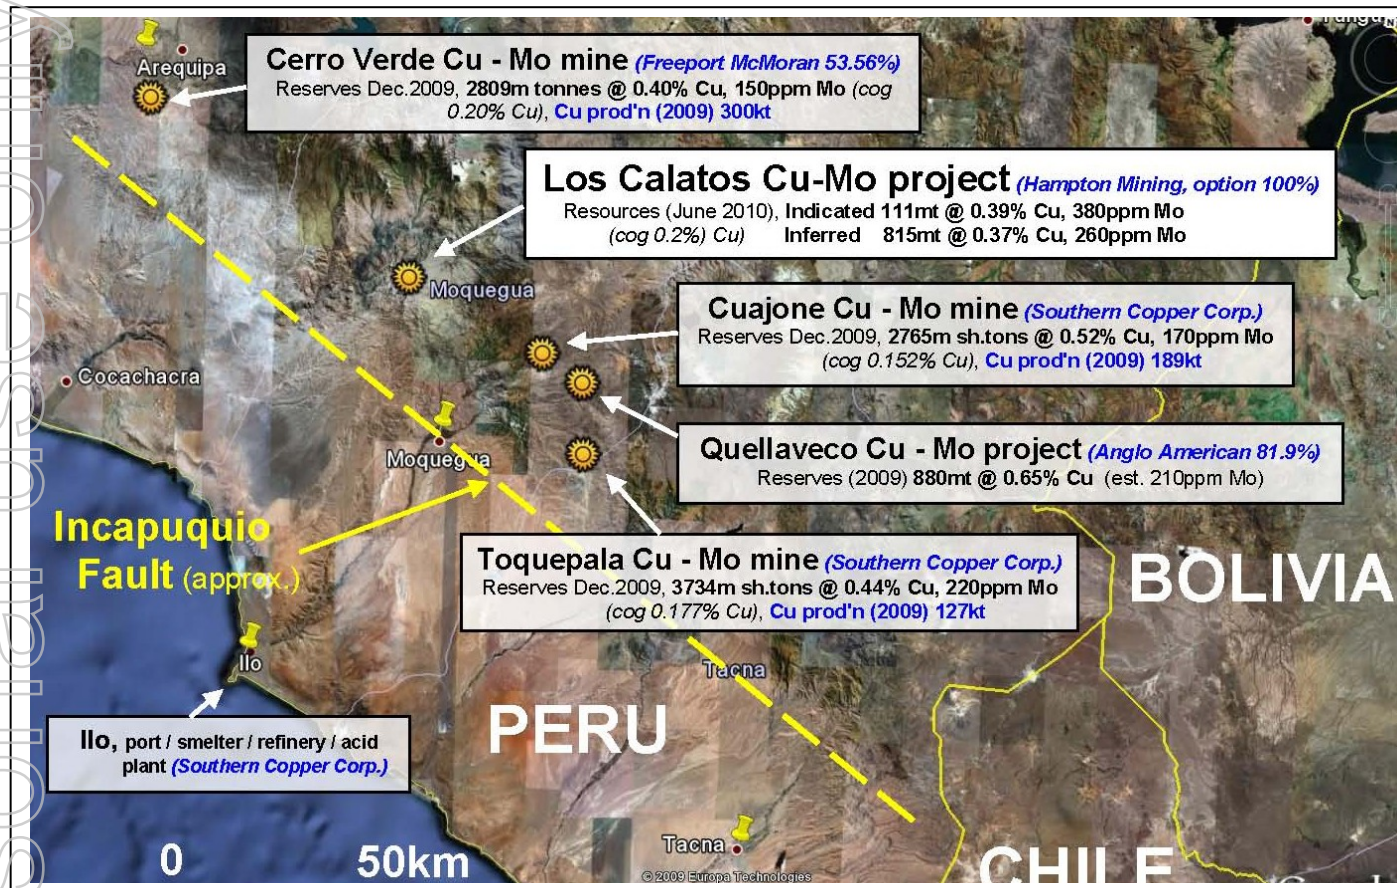 Arequipa
Cerro Verde Cu - Mo mine (Freeport McMoran 53.56%)
Reserves Dec.2009, 2809m tonnes @ 0.40% Cu, 150ppm Mo (cog
0.20% Cu), Cu prod'n (2009) 300kt
Los Calatos Cu-Mo project (Hampton Mining, option 100%)
Resources (June 2010), Indicated 111mt @ 0.39% Cu, 380ppm Mo
(cog 0.2%) Cu) Inferred 815mt @ 0.37% Cu, 260ppm Mo
Moquegua
Cuajone Cu - Mo mine (Southern Copper Corp.)
Reserves Dec.2009, 2765m sh.tons @ 0.52% Cu, 170ppm Mo
(cog 0.152% Cu), Cu prod'n (2009) 189kt
Cocachacra
Quellaveco Cu - Mo project (Anglo American 81.9%)
Reserves (2009) 880mt @ 0.65% Cu (est. 210ppm Mo)
Moquegua
Incapuquio
Fault (approx.)
Toquepala Cu - Mo mine (Southern Copper Corp.)
Reserves Dec.2009, 3734m sh.tons @ 0.44% Cu, 220ppm Mo
(cog 0.177% Cu), Cu prod'n (2009) 127kt
BOLIVIA
Ilo
Tacna
PERU
Ilo, port / smelter / refinery / acid
plant (Southern Copper Corp.)
Tacna
0 50km
CHILE
© 2009 Europa Technologies